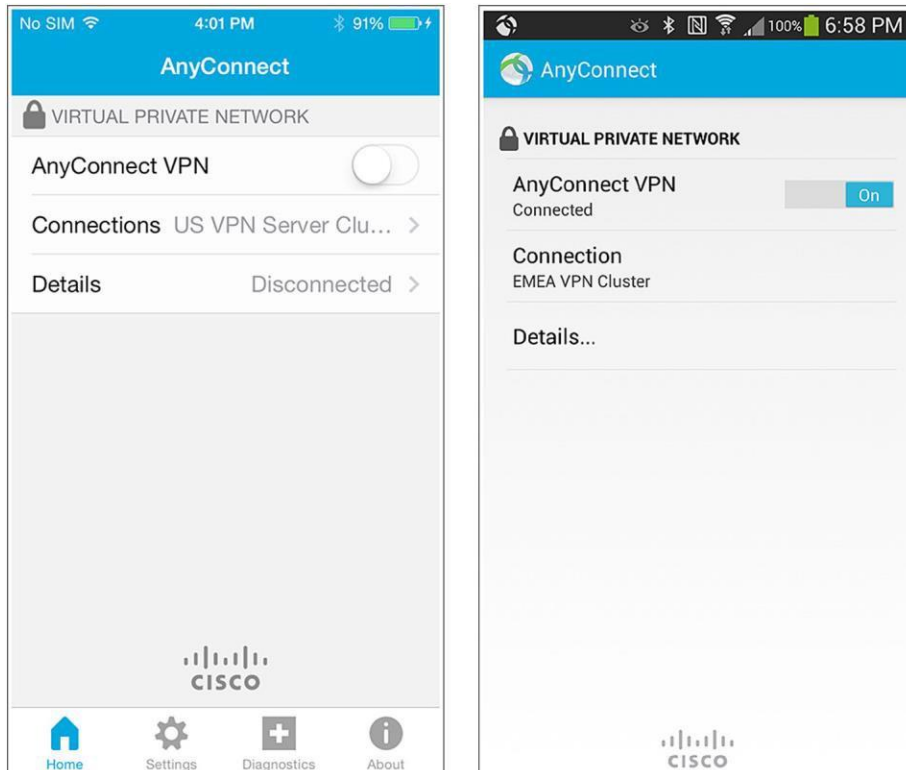 No SIM 4:01 PM 91%
AnyConnect
VIRTUAL PRIVATE NETWORK
AnyConnect VPN
Connections US VPN Server Clu... >
Details Disconnected >
CISCO
Home Settings Diagnostics About
100% 6:58 PM
AnyConnect
VIRTUAL PRIVATE NETWORK
AnyConnect VPN
On
Connected
Connection
EMEA VPN Cluster
Details...
CISCO